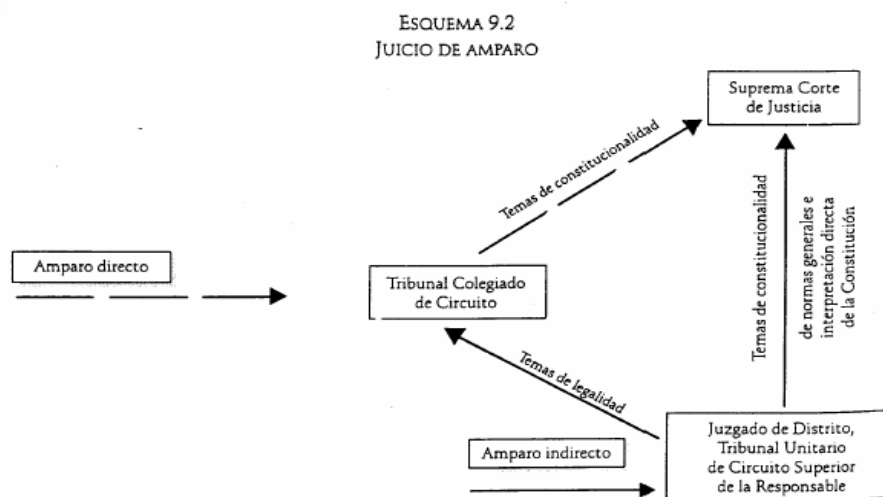 ESQUEMA 9.2
JUICIO DE AMPARO
Suprema Corte
de Justicia
Temas de constitucionalidad
Temas de constitucionalidad
de normas generales e
interpretación directa
de la Constitución
Amparo directo
Tribunal Colegiado
de Circuito
Temas de legalidad
Amparo indirecto
Juzgado de Distrito,
Tribunal Unitario
de Circuito Superior
de la Responsable